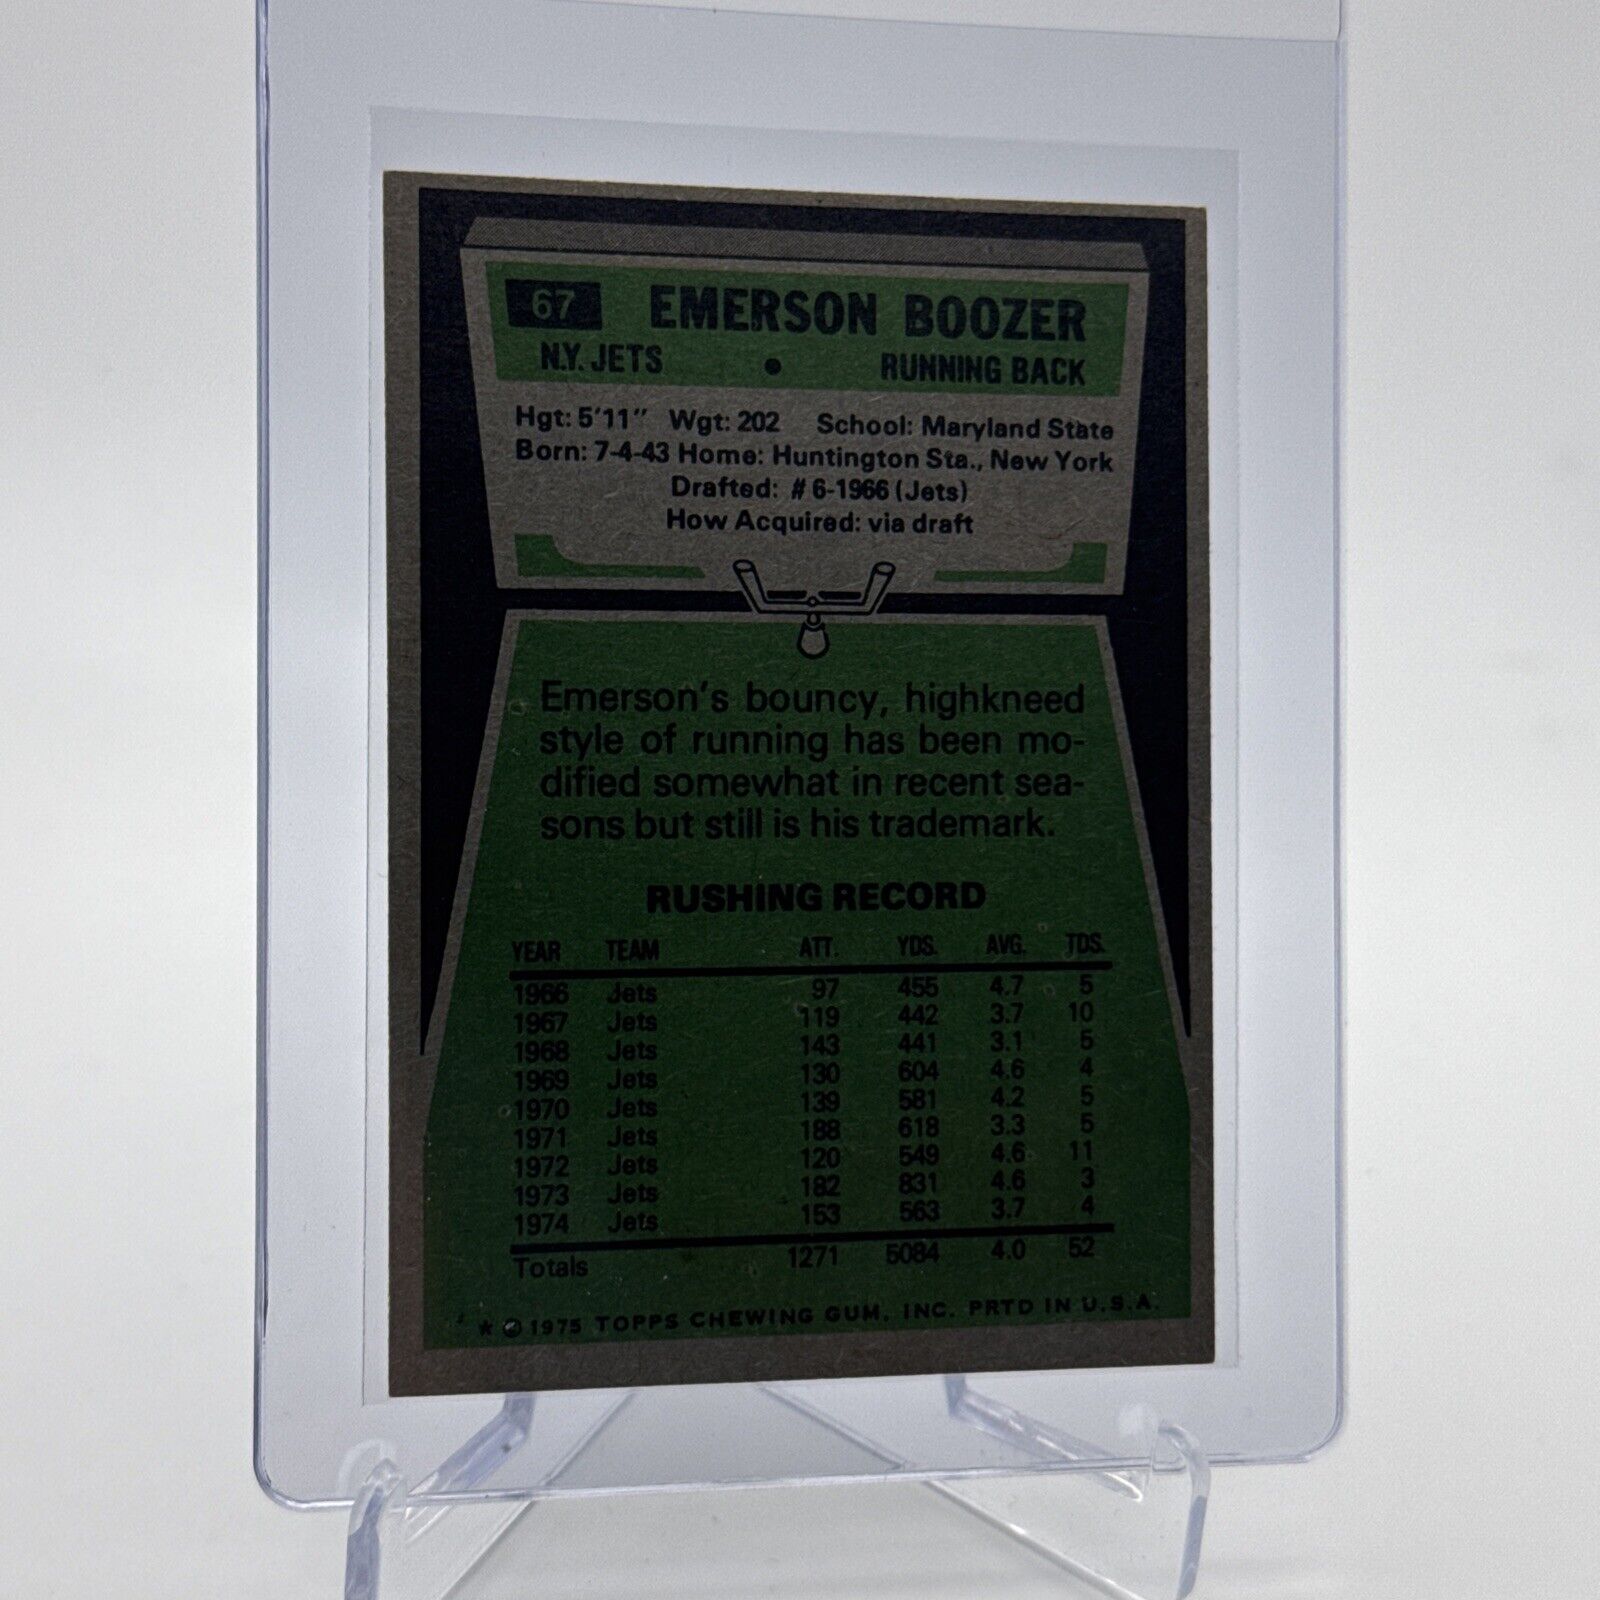 67 EMERSON BOOZER
N.Y. JETS • RUNNING BACK
Hgt: 5'11" Wgt: 202 School: Maryland State
Born: 7-4-43 Home: Huntington Sta., New York
Drafted: #6-1966 (Jets)
How Acquired: via draft
Emerson's bouncy, highkneed
style of running has been mo-
dified somewhat in recent sea-
sons but still is his trademark.
RUSHING RECORD
YEAR TEAM ATT. YDS. AVG. TDS.
1966 Jets 97 455 4.7 5
1967 Jets 119 442 3.7 10
1968 Jets 143 441 3.1 5
1969 Jets 130 604 4.6 4
1970 Jets 139 581 4.2 5
1971 Jets 188 618 3.3 5
1972 Jets 120 549 4.6 11
1973 Jets 182 831 4.6 3
1974 Jets 153 563 3.7 4
Totals 1271 5084 4.0 52
* © 1975 TOPPS CHEWING GUM, INC. PRTD IN U.S.A.